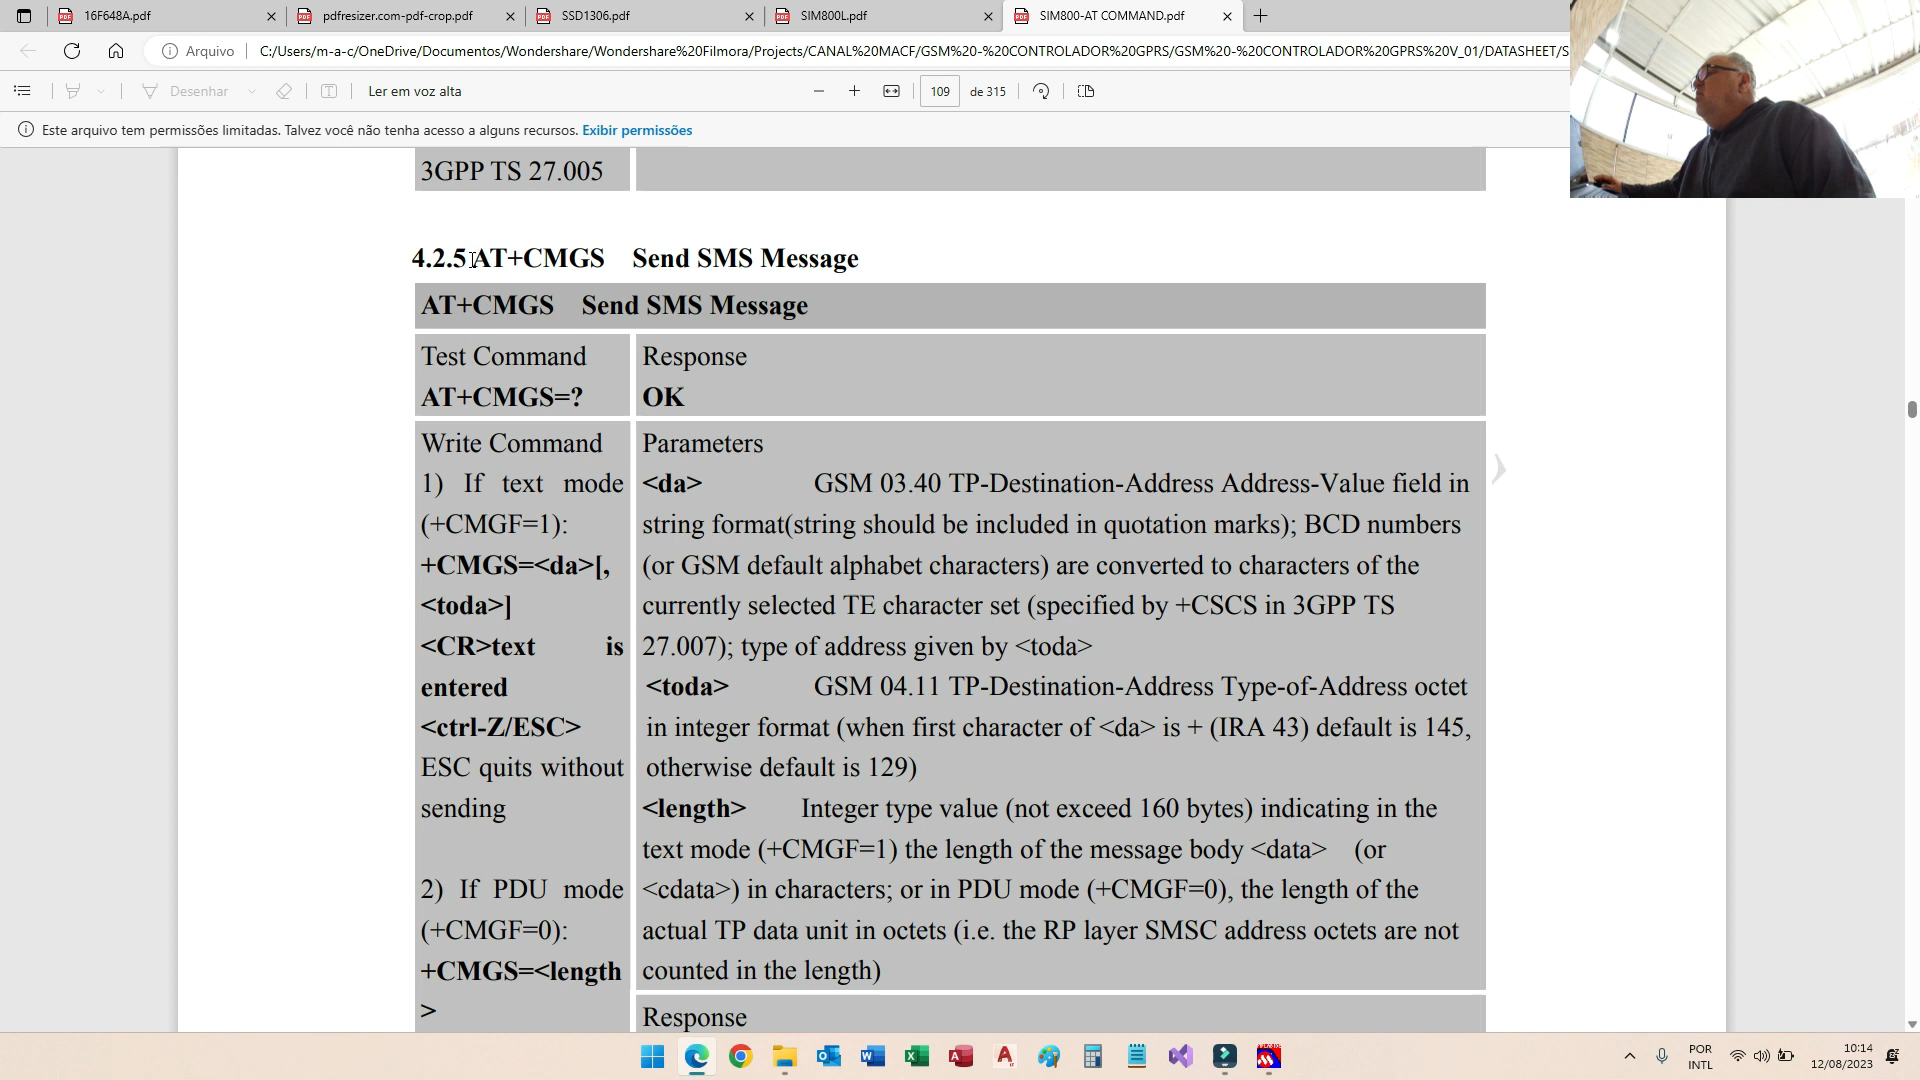 16F648A.pdf
pdfresizer.com-pdf-crop.pdf
SSD1306.pdf
SIM800L.pdf
SIM800-AT COMMAND.pdf
Arquivo
C:/Users/m-a-c/OneDrive/Documentos/Wondershare/Wondershare%20Filmora/Projects/CANAL%20MACF/GSM%20-%20CONTROLADOR%20GPRS/GSM%20-%20CONTROLADOR%20GPRS%20V_01/DATASHEET/S
Desenhar
Ler em voz alta
109
de 315
Este arquivo tem permissões limitadas. Talvez você não tenha acesso a alguns recursos. Exibir permissões
3GPP TS 27.005
4.2.5 AT+CMGS Send SMS Message
AT+CMGS Send SMS Message
Test Command
AT+CMGS=?
Response
OK
Write Command
1) If text mode
(+CMGF=1):
+CMGS=<da>[,
<toda>]
<CR>text is
entered
<ctrl-Z/ESC>
ESC quits without
sending
2) If PDU mode
(+CMGF=0):
+CMGS=<length
>
Parameters
<da> GSM 03.40 TP-Destination-Address Address-Value field in
string format(string should be included in quotation marks); BCD numbers
(or GSM default alphabet characters) are converted to characters of the
currently selected TE character set (specified by +CSCS in 3GPP TS
27.007); type of address given by <toda>
<toda> GSM 04.11 TP-Destination-Address Type-of-Address octet
in integer format (when first character of <da> is + (IRA 43) default is 145,
otherwise default is 129)
<length> Integer type value (not exceed 160 bytes) indicating in the
text mode (+CMGF=1) the length of the message body <data> (or
<cdata>) in characters; or in PDU mode (+CMGF=0), the length of the
actual TP data unit in octets (i.e. the RP layer SMSC address octets are not
counted in the length)
Response
POR
INTL
10:14
12/08/2023